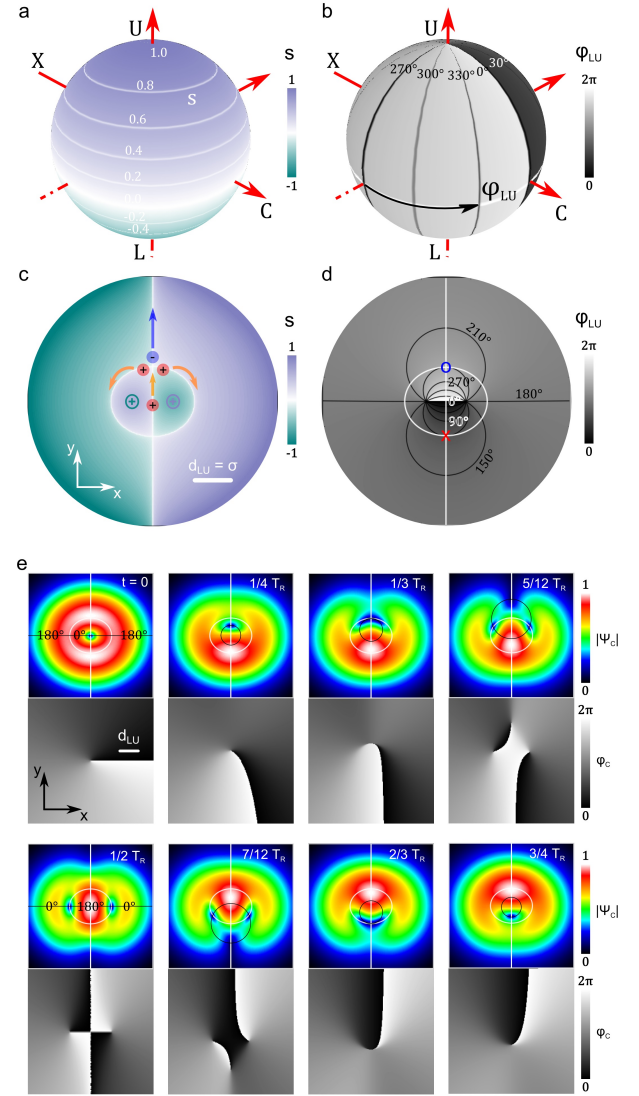 a
b
U
U
X
X
1.0
s
0.8
s
0.6
0.4
0.2
0.0
-0.2
-0.4
1
-1
C
L
270°
300°
330°
0°
30°
φLU
2π
0
φLU
C
L
c
d
s
1
-1
-
+
+
+
+
y
x
dLU = σ
210°
270°
0°
90°
180°
150°
O
X
φLU
2π
0
e
t = 0
1/4 TR
1/3 TR
5/12 TR
1
180°
0°
180°
|Ψc|
0
dLU
y
x
2π
φc
0
1/2 TR
7/12 TR
2/3 TR
3/4 TR
1
0°
180°
0°
|Ψc|
0
2π
φc
0